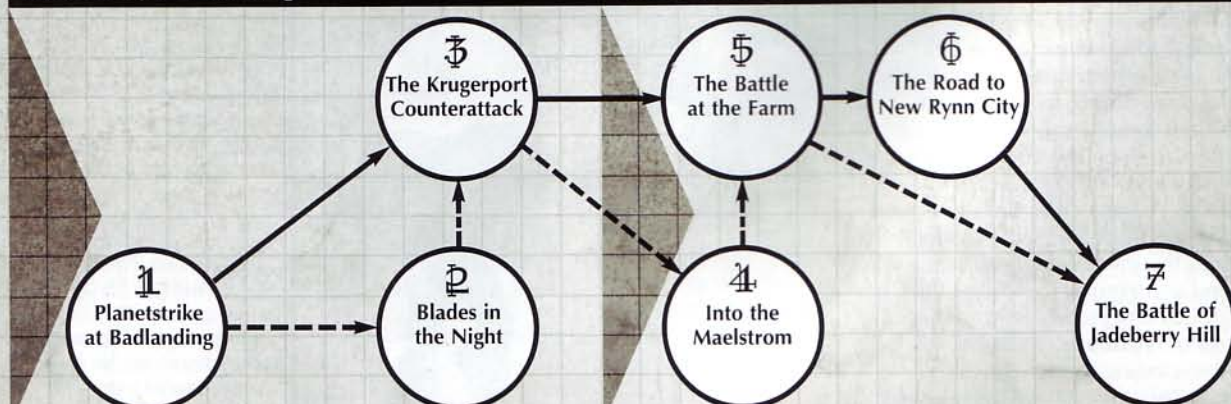 3
The Krugerport
Counterattack
5
The Battle
at the Farm
6
The Road to
New Rynn City
1
Planetstrike
at Badlanding
2
Blades in
the Night
4
Into the
Maelstrom
7
The Battle of
Jadeberry Hill